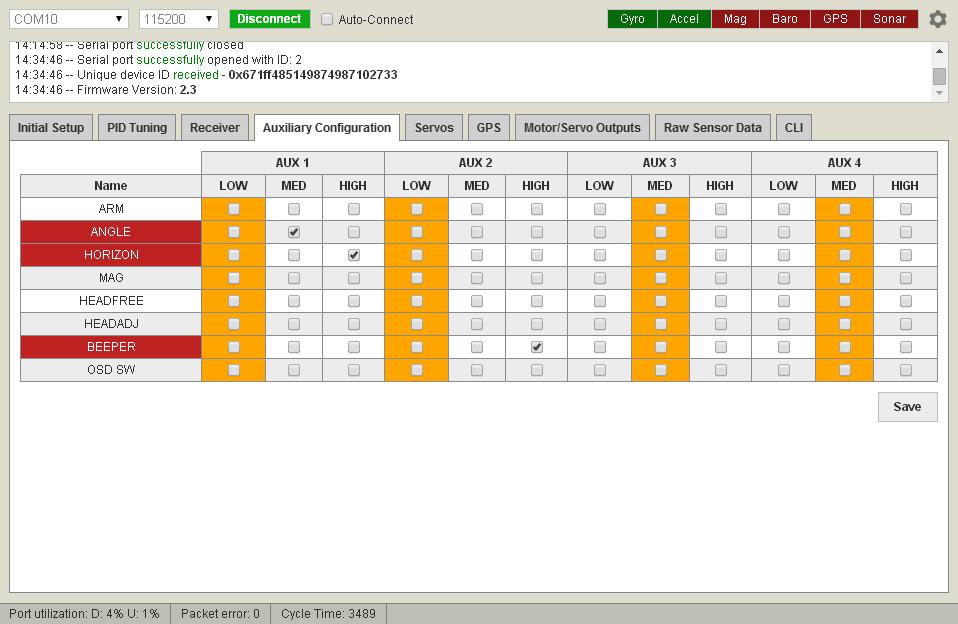 COM10 115200 Disconnect Auto-Connect Gyro Accel Mag Baro GPS Sonar
14:14:58 -- Serial port successfully closed
14:34:46 -- Serial port successfully opened with ID: 2
14:34:46 -- Unique device ID received - 0x671ff485149874987102733
14:34:46 -- Firmware Version: 2.3
Initial Setup PID Tuning Receiver Auxiliary Configuration Servos GPS Motor/Servo Outputs Raw Sensor Data CLI
AUX 1 AUX 2 AUX 3 AUX 4
Name LOW MED HIGH LOW MED HIGH LOW MED HIGH LOW MED HIGH
ARM
ANGLE
HORIZON
MAG
HEADFREE
HEADADJ
BEEPER
OSD SW
Save
Port utilization: D: 4% U: 1% Packet error: 0 Cycle Time: 3489